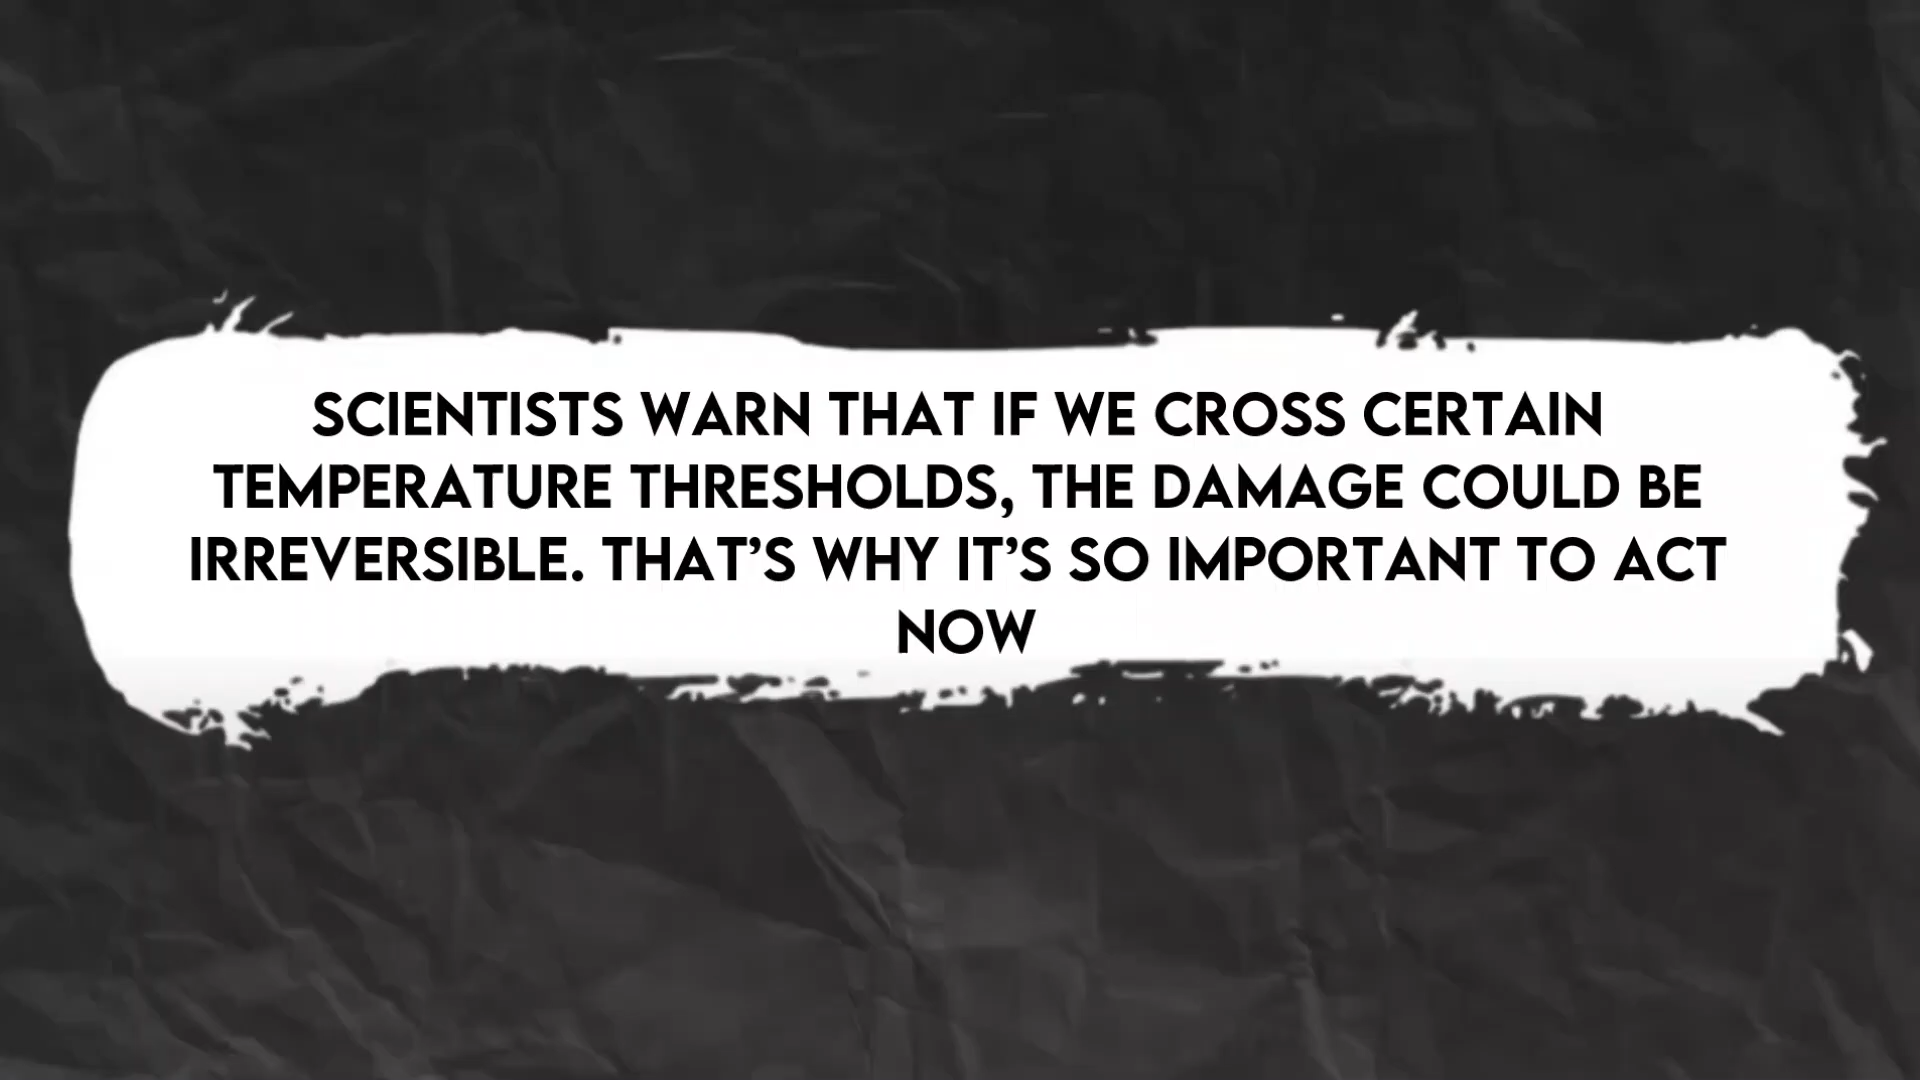 SCIENTISTS WARN THAT IF WE CROSS CERTAIN
TEMPERATURE THRESHOLDS, THE DAMAGE COULD BE
IRREVERSIBLE. THAT’S WHY IT’S SO IMPORTANT TO ACT
NOW